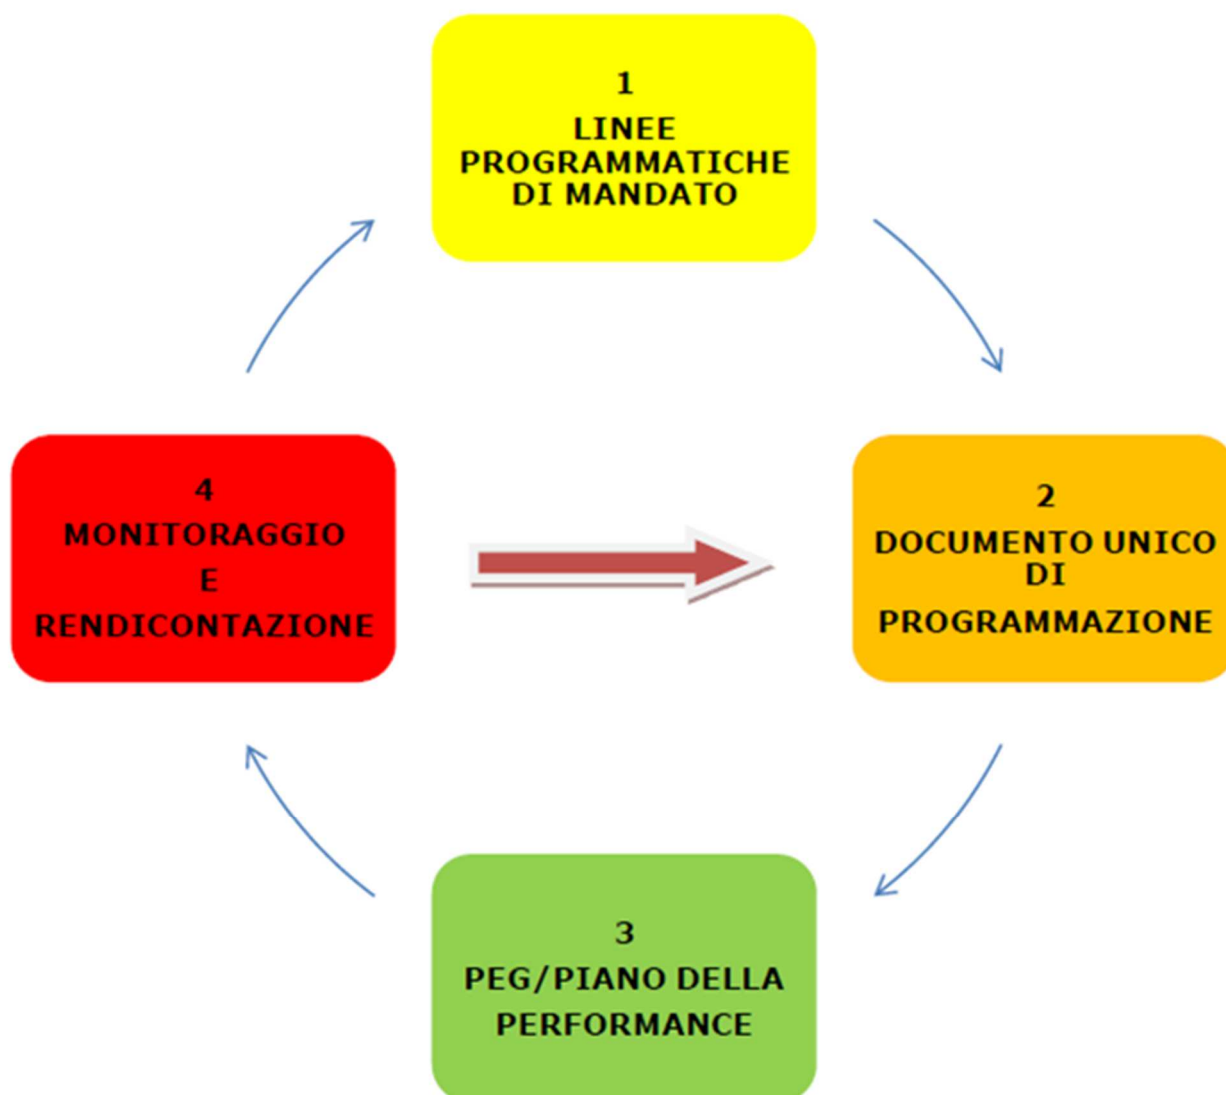 1
LINEE
PROGRAMMATICHE
DI MANDATO
4
MONITORAGGIO
E
RENDICONTAZIONE
2
DOCUMENTO UNICO
DI
PROGRAMMAZIONE
3
PEG/PIANO DELLA
PERFORMANCE